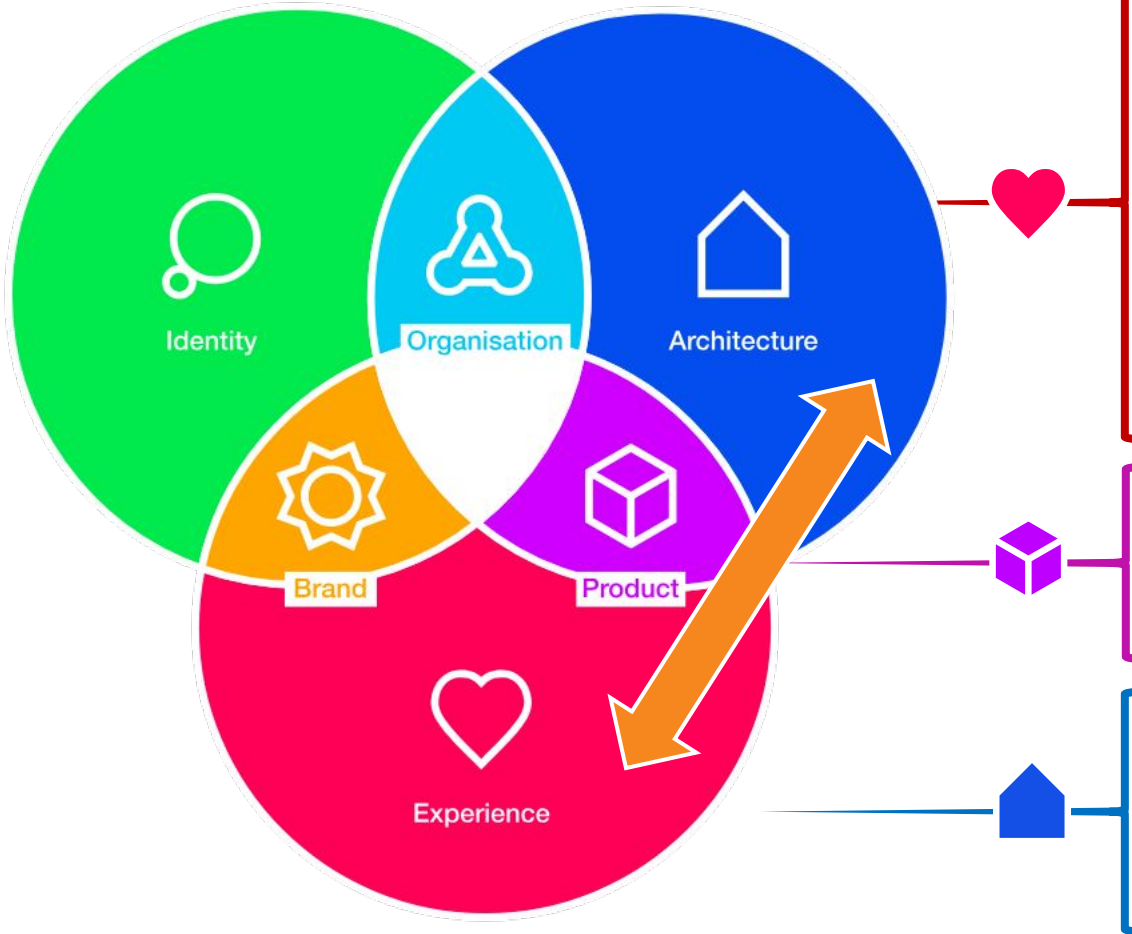 Identity
Organisation
Architecture
Brand
Product
Experience